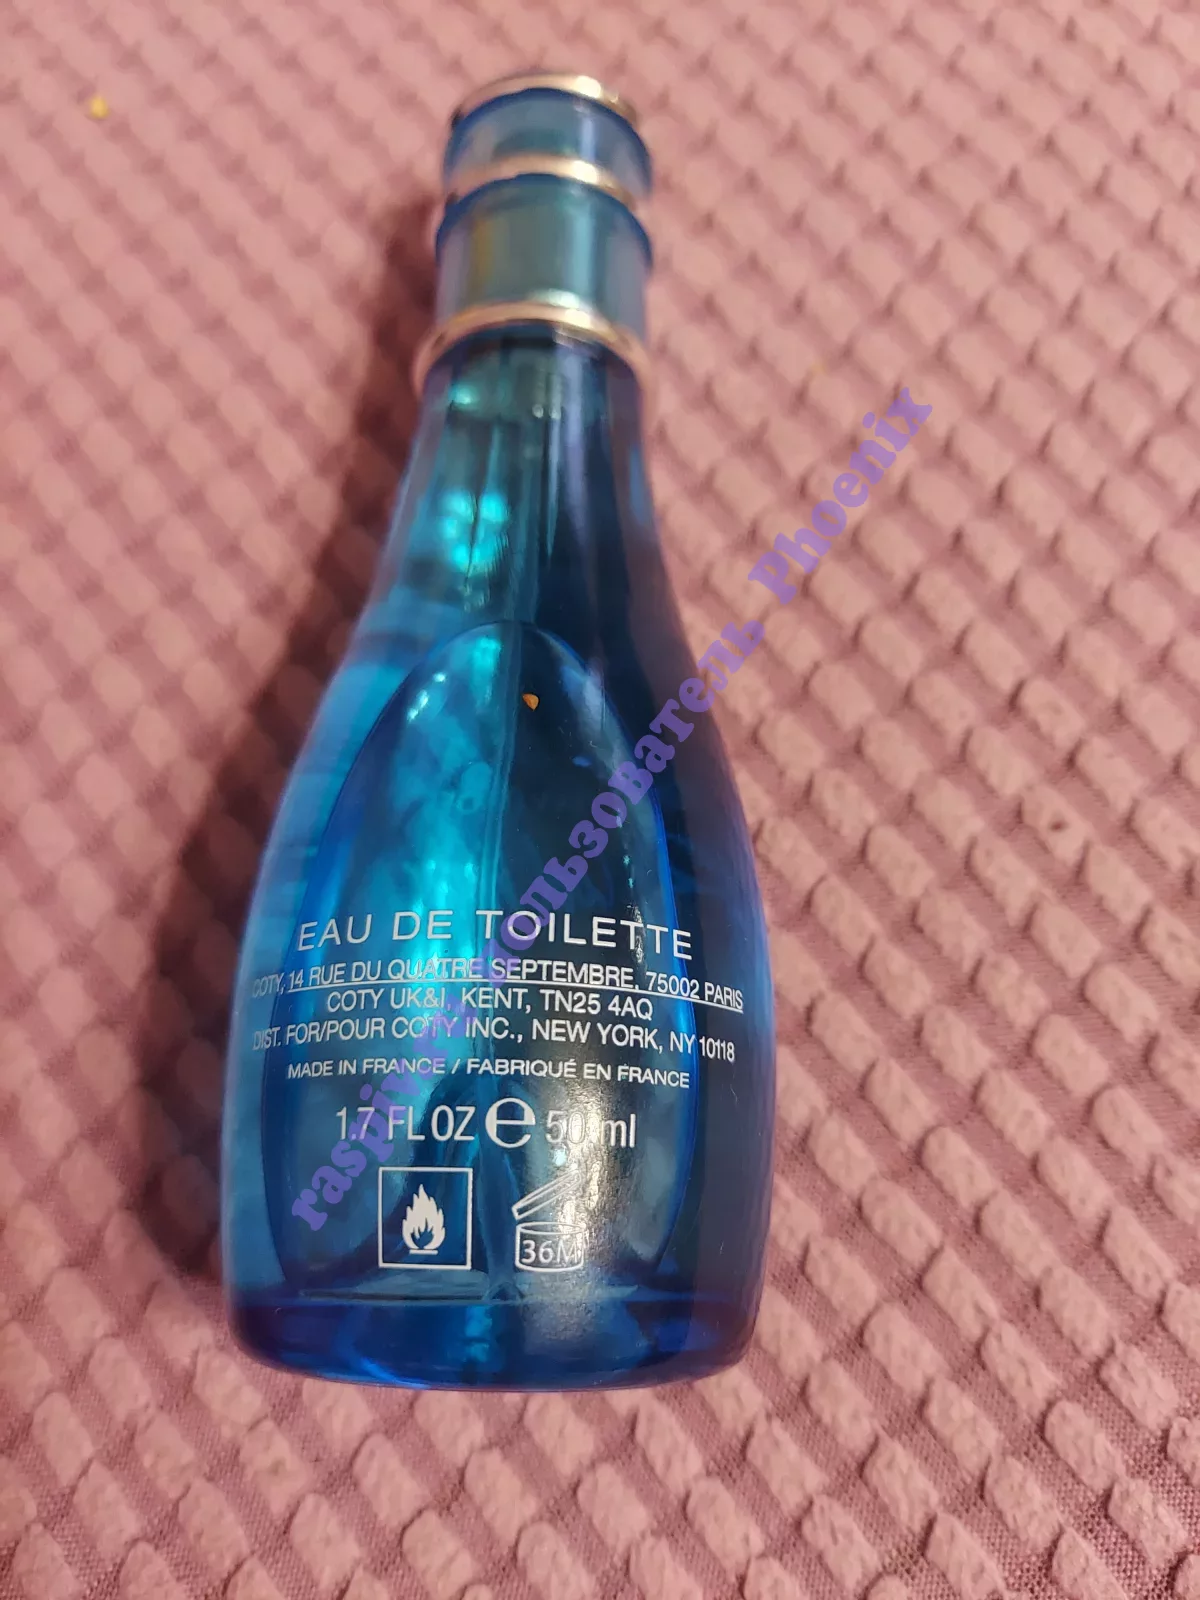 EAU DE TOILETTE
COTY, 14 RUE DU QUATRE SEPTEMBRE, 75002 PARIS
COTY UK&I, KENT, TN25 4AQ
DIST. FOR/POUR COTY INC., NEW YORK, NY 10118
MADE IN FRANCE / FABRIQUÉ EN FRANCE
1.7 FL OZ e 50 ml
36M
пользователь Phoenix